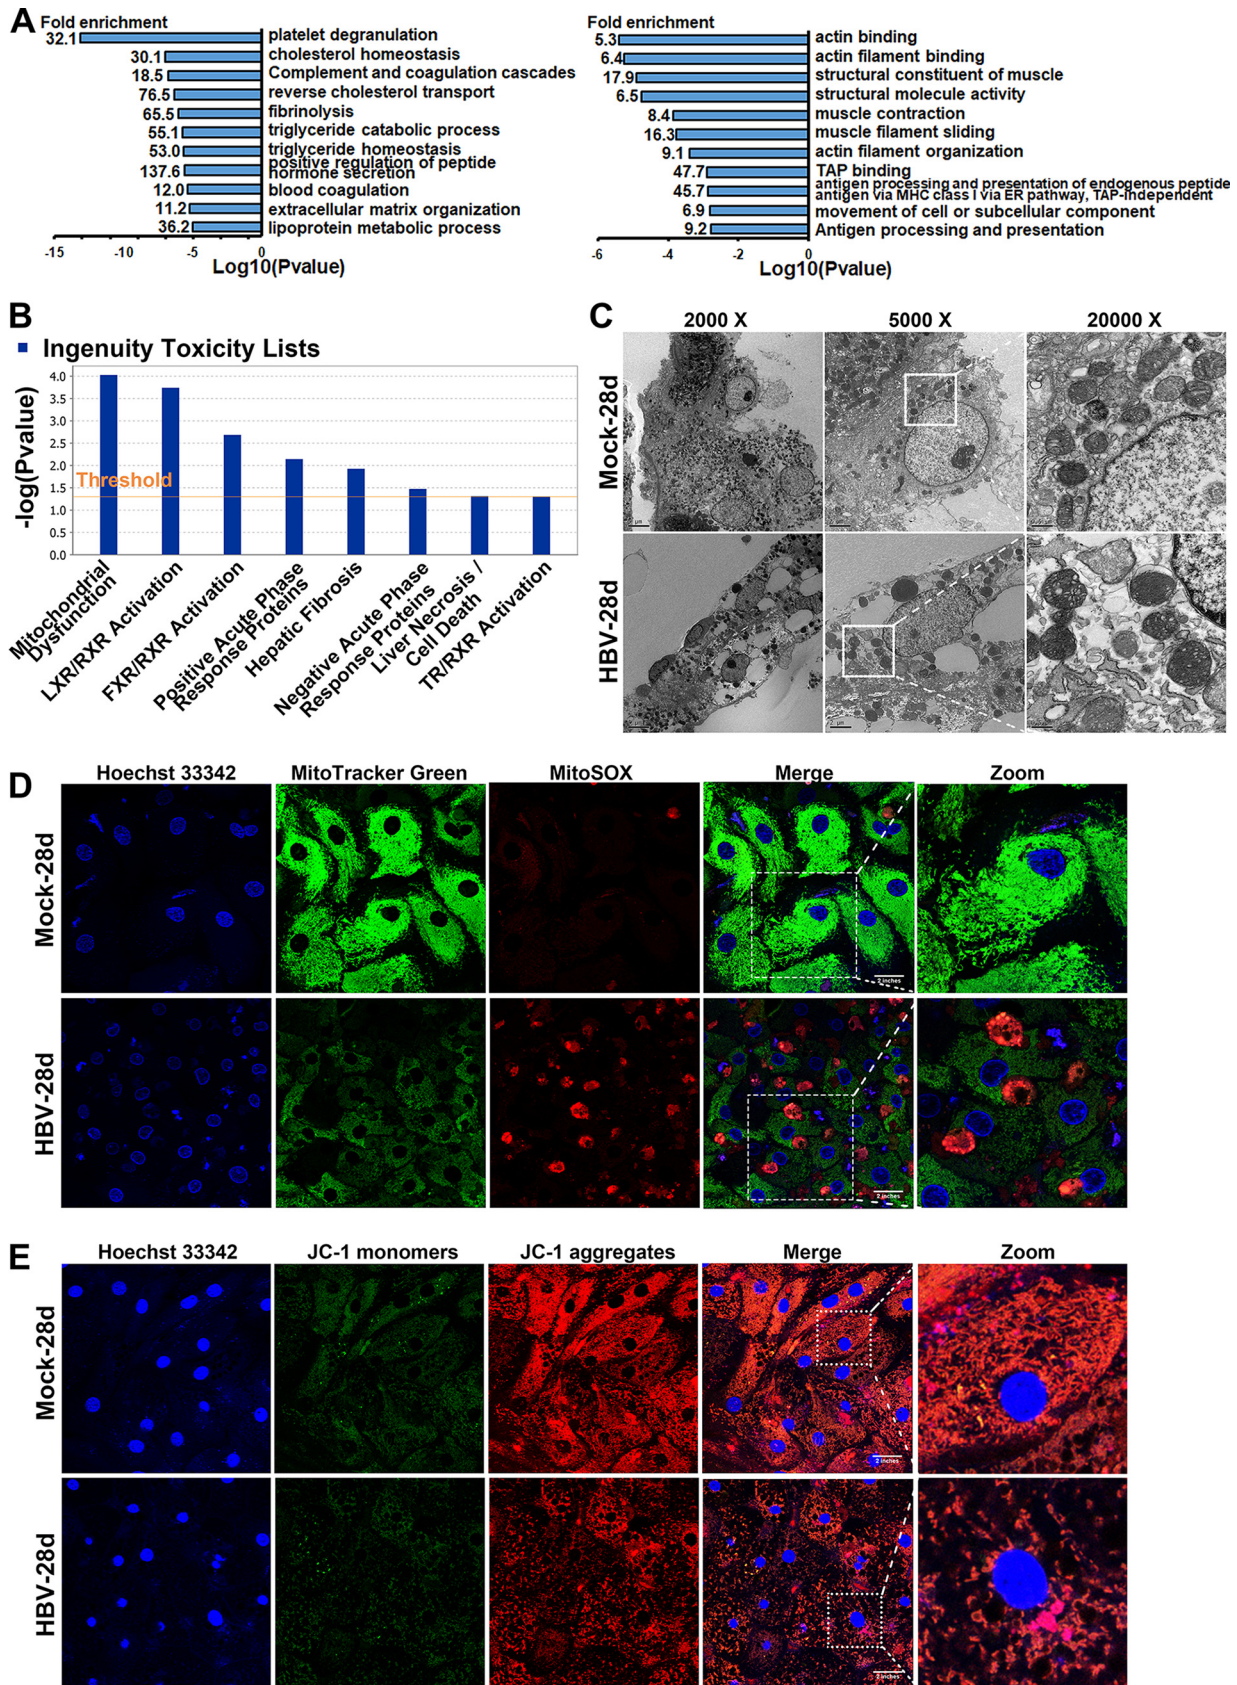 A
Fold enrichment
32.1 platelet degranulation
30.1 cholesterol homeostasis
18.5 Complement and coagulation cascades
76.5 reverse cholesterol transport
65.5 fibrinolysis
55.1 triglyceride catabolic process
53.0 triglyceride homeostasis
137.6 positive regulation of peptide
hormone secretion
12.0 blood coagulation
11.2 extracellular matrix organization
36.2 lipoprotein metabolic process
-15 -10 -5 0
Log10(Pvalue)
Fold enrichment
5.3 actin binding
6.4 actin filament binding
17.9 structural constituent of muscle
6.5 structural molecule activity
8.4 muscle contraction
16.3 muscle filament sliding
9.1 actin filament organization
47.7 TAP binding
45.7 antigen processing and presentation of endogenous peptide
antigen via MHC class I via ER pathway, TAP-independent
6.9 movement of cell or subcellular component
9.2 Antigen processing and presentation
-6 -4 -2 0
Log10(Pvalue)
B
Ingenuity Toxicity Lists
-log(Pvalue)
4.0
3.5
3.0
2.5
2.0
1.5
1.0
0.5
0.0
Threshold
Mitochondrial
Dysfunction
LXR/RXR Activation
FXR/RXR Activation
Positive Acute Phase
Response Proteins
Hepatic Fibrosis
Negative Acute Phase
Response Proteins
Liver Necrosis /
Cell Death
TR/RXR Activation
C
2000 X 5000 X 20000 X
Mock-28d
HBV-28d
D
Hoechst 33342 MitoTracker Green MitoSOX Merge Zoom
Mock-28d
2 inches
HBV-28d
2 inches
E
Hoechst 33342 JC-1 monomers JC-1 aggregates Merge Zoom
Mock-28d
2 inches
HBV-28d
2 inches